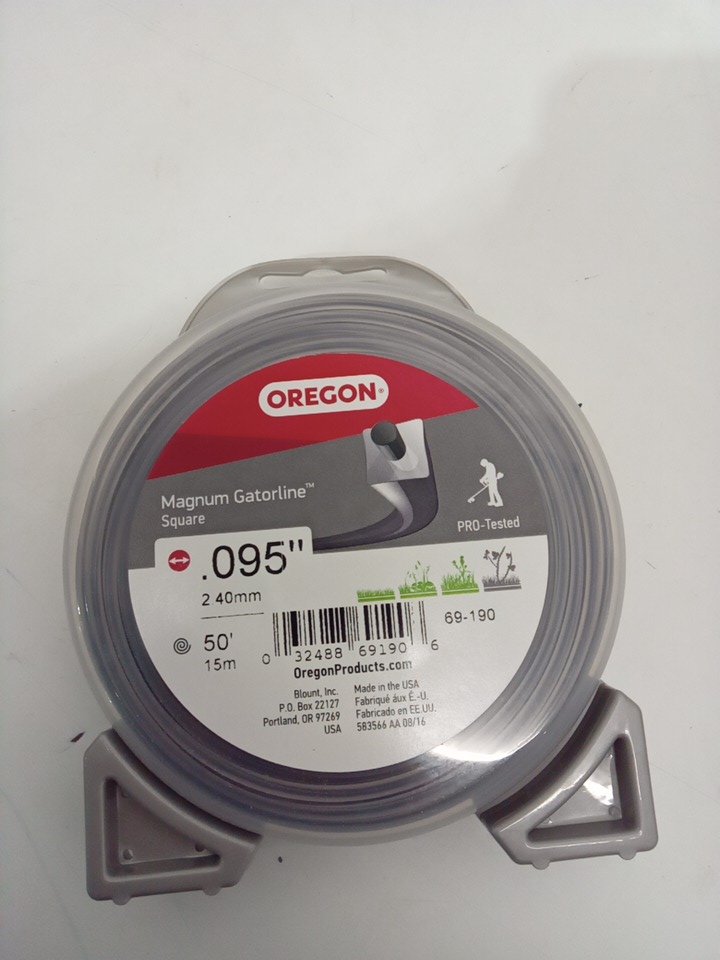 OREGON®
Magnum Gatorline™
Square
PRO-Tested
.095"
2.40mm
50'
15m
69-190
0 32488 69190 6
OregonProducts.com
Blount, Inc.
P.O. Box 22127
Portland, OR 97269
USA
Made in the USA
Fabriqué aux É.-U.
Fabricado en EE.UU.
583566 AA 08/16